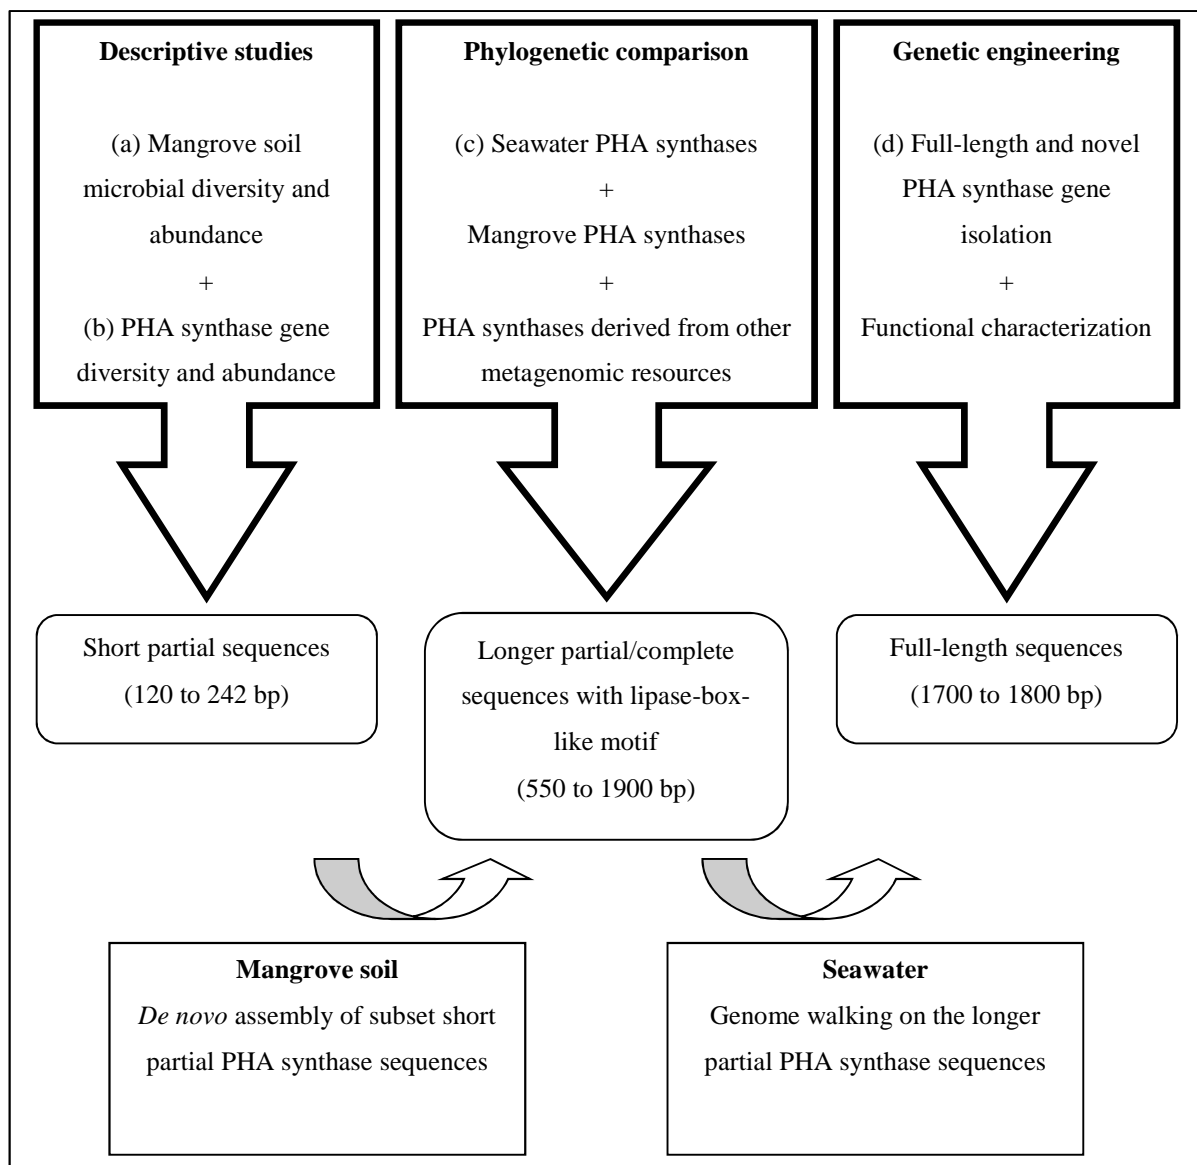 Descriptive studies
(a) Mangrove soil
microbial diversity and
abundance
+
(b) PHA synthase gene
diversity and abundance
Phylogenetic comparison
(c) Seawater PHA synthases
+
Mangrove PHA synthases
+
PHA synthases derived from other
metagenomic resources
Genetic engineering
(d) Full-length and novel
PHA synthase gene
isolation
+
Functional characterization
Short partial sequences
(120 to 242 bp)
Longer partial/complete
sequences with lipase-box-
like motif
(550 to 1900 bp)
Full-length sequences
(1700 to 1800 bp)
Mangrove soil
De novo assembly of subset short
partial PHA synthase sequences
Seawater
Genome walking on the longer
partial PHA synthase sequences